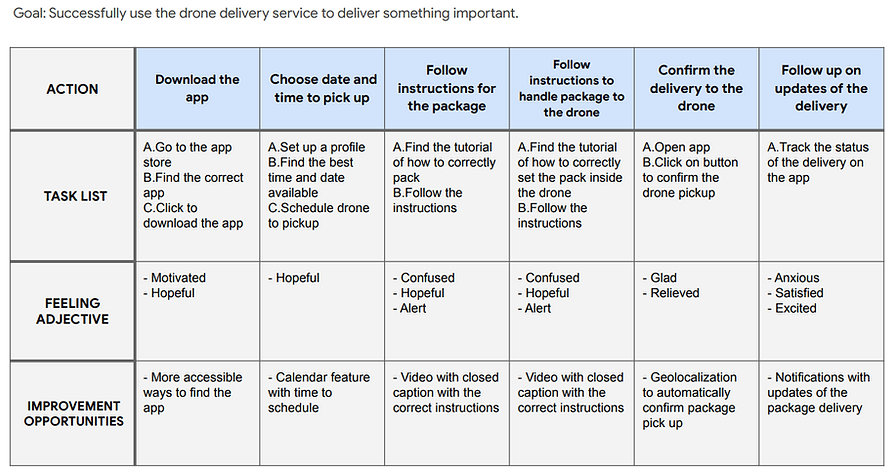 Goal: Successfully use the drone delivery service to deliver something important.
ACTION
Download the
app
Choose date and
time to pick up
Follow
instructions for
the package
Follow
instructions to
handle package to
the drone
Confirm the
delivery to the
drone
Follow up on
updates of the
delivery
TASK LIST
A.Go to the app
store
B.Find the correct
app
C.Click to
download the app
A.Set up a profile
B.Find the best
time and date
available
C.Schedule drone
to pickup
A.Find the tutorial
of how to correctly
pack
B.Follow the
instructions
A.Find the tutorial
of how to correctly
set the pack inside
the drone
B.Follow the
instructions
A.Open app
B.Click on button
to confirm the
drone pickup
A.Track the status
of the delivery on
the app
FEELING
ADJECTIVE
- Motivated
- Hopeful
- Hopeful
- Confused
- Hopeful
- Alert
- Confused
- Hopeful
- Alert
- Glad
- Relieved
- Anxious
- Satisfied
- Excited
IMPROVEMENT
OPPORTUNITIES
- More accessible
ways to find the
app
- Calendar feature
with time to
schedule
- Video with closed
caption with the
correct instructions
- Video with closed
caption with the
correct instructions
- Geolocalization
to automatically
confirm package
pick up
- Notifications with
updates of the
package delivery